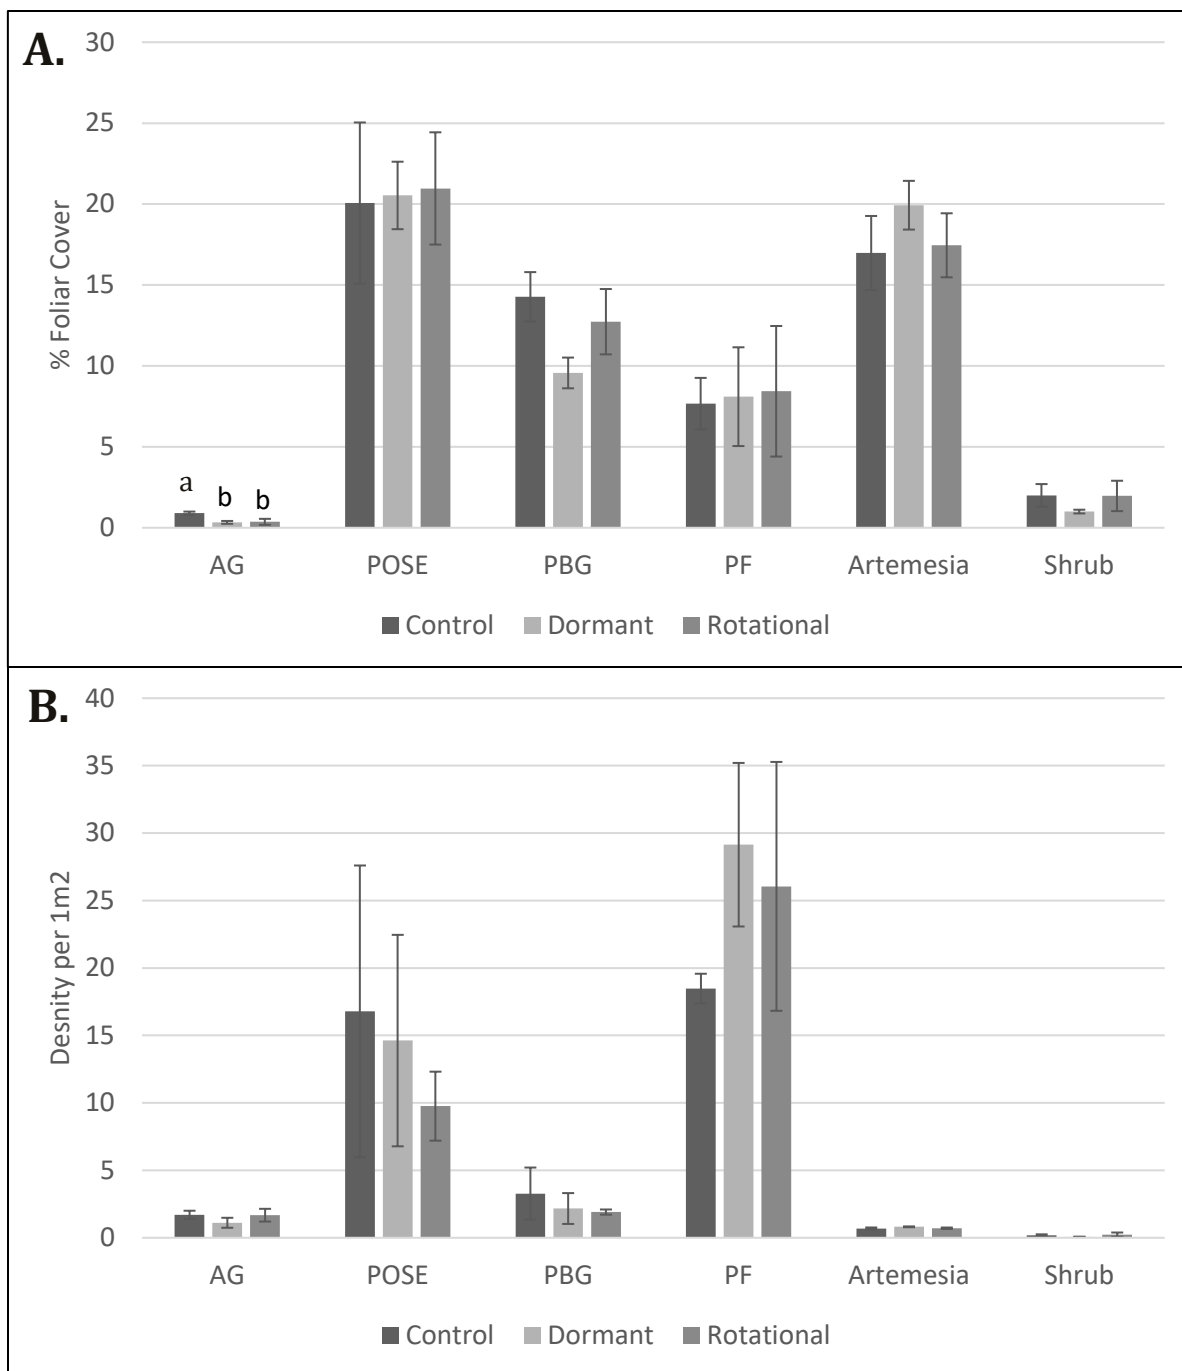 A.
30
25
20
15
10
5
0
% Foliar Cover
a
b
b
AG POSE PBG PF Artemesia Shrub
Control Dormant Rotational
B.
40
35
30
25
20
15
10
5
0
Desnity per 1m2
AG POSE PBG PF Artemesia Shrub
Control Dormant Rotational